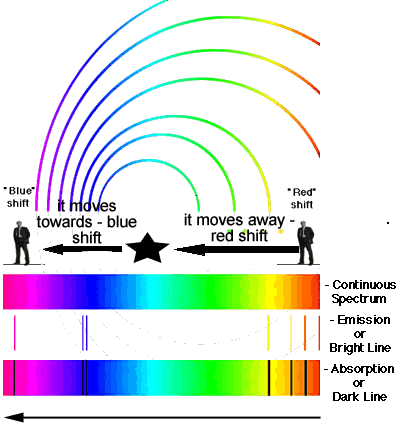 "Blue"
shift
"Red"
shift
it moves
towards - blue
shift
it moves away -
red shift
- Continuous
Spectrum
- Emission
or
Bright Line
- Absorption
or
Dark Line